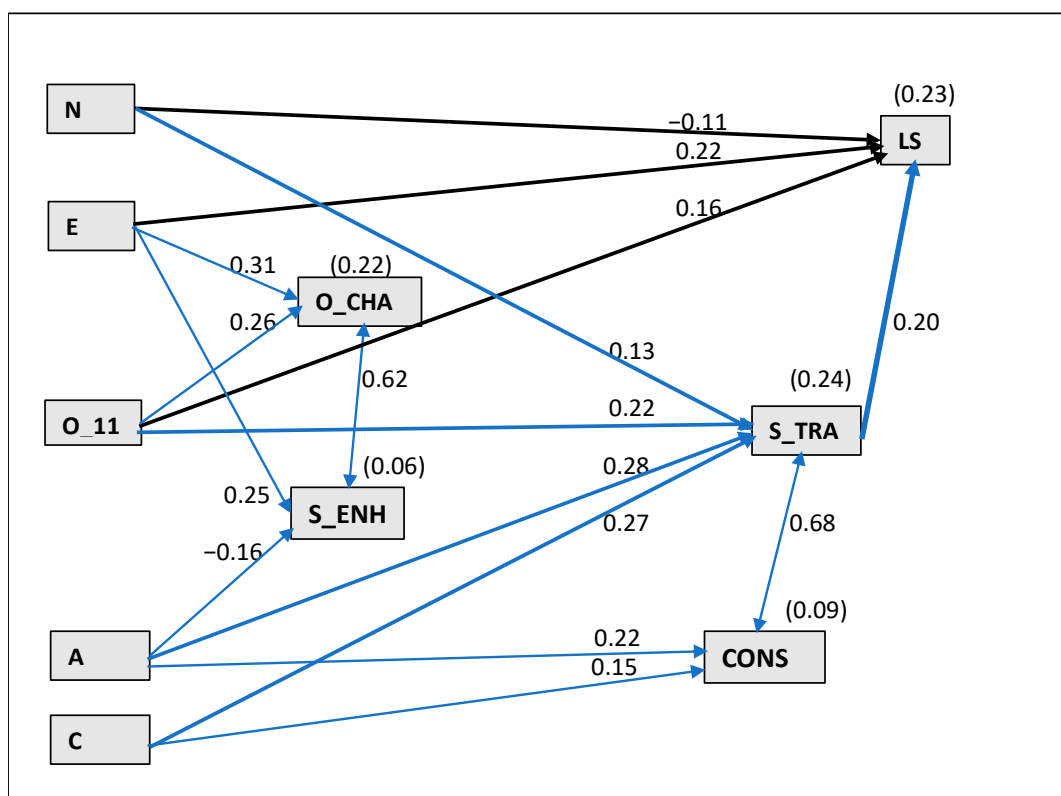 (0.23)
N
−0.11
LS
0.22
E
0.16
0.31
(0.22)
O_CHA
0.26
0.20
0.13
0.62
(0.24)
O_11
0.22
S_TRA
(0.06)
0.28
0.25
S_ENH
0.27
0.68
−0.16
(0.09)
A
0.22
CONS
0.15
C